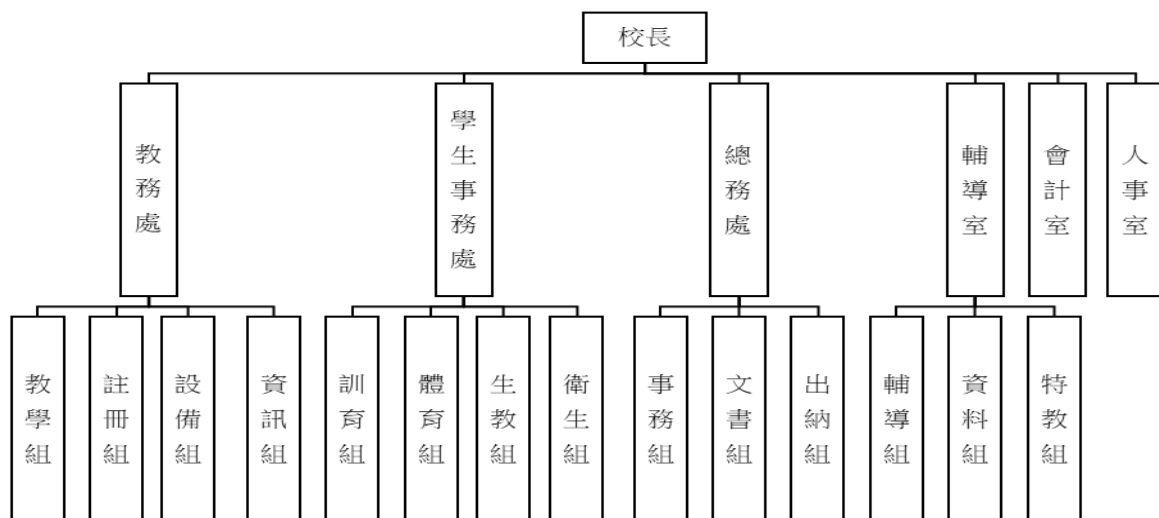 校長
教務處
學生事務處
總務處
輔導室
會計室
人事室
教學組
註冊組
設備組
資訊組
訓育組
體育組
生教組
衛生組
事務組
文書組
出納組
輔導組
資料組
特教組